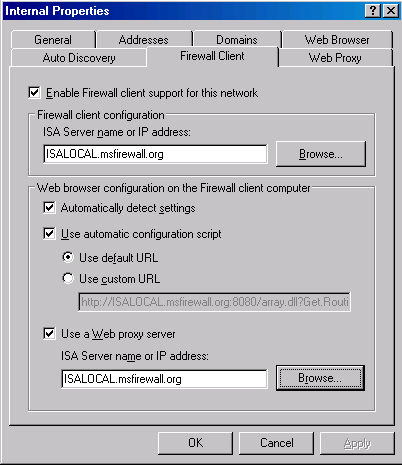 Internal Properties
General Addresses Domains Web Browser
Auto Discovery Firewall Client Web Proxy
Enable Firewall client support for this network
Firewall client configuration
ISA Server name or IP address:
ISALOCAL.msfirewall.org Browse...
Web browser configuration on the Firewall client computer
Automatically detect settings
Use automatic configuration script
Use default URL
Use custom URL
http://ISALOCAL.msfirewall.org:8080/array.dll?Get.Routi
Use a Web proxy server
ISA Server name or IP address:
ISALOCAL.msfirewall.org Browse...
OK Cancel Apply